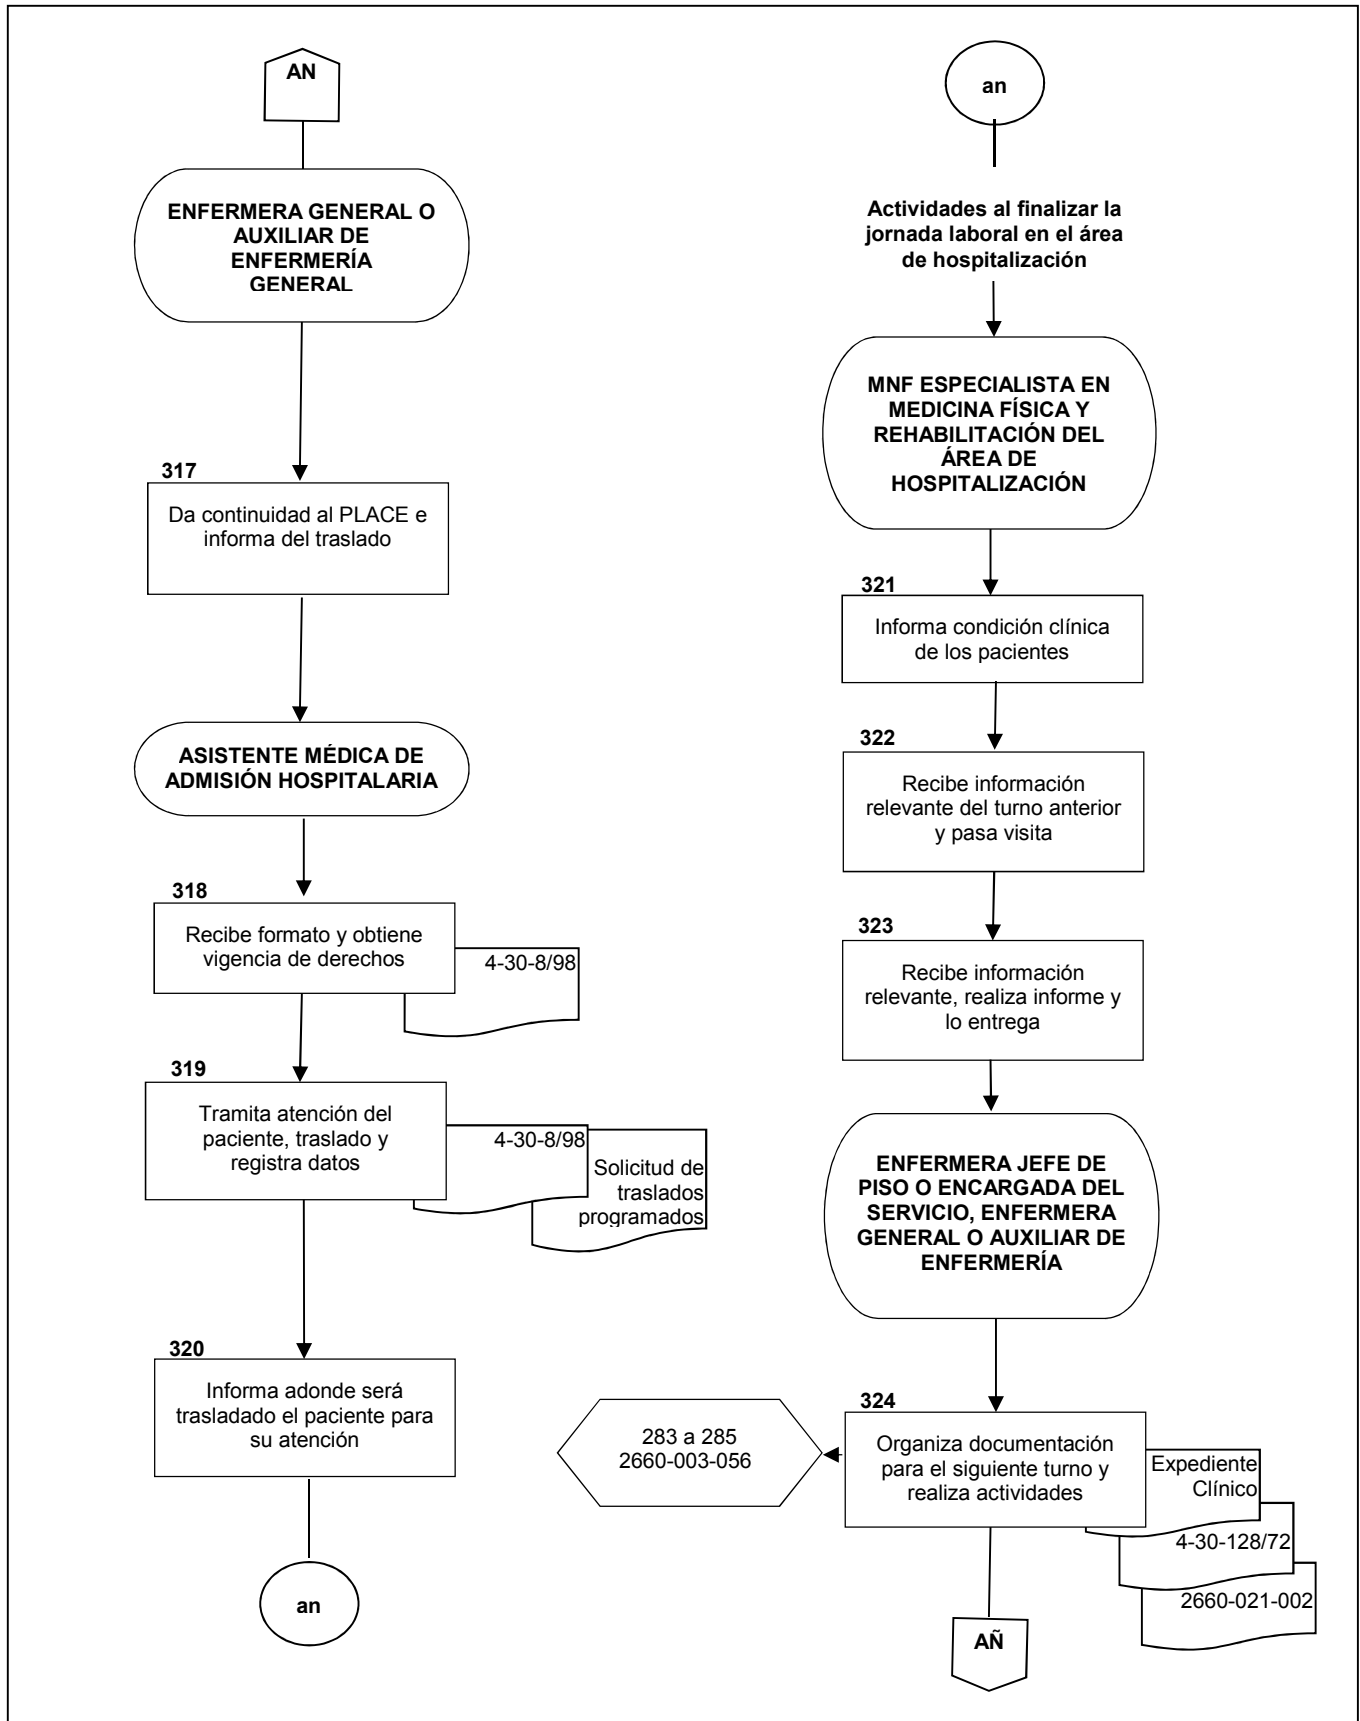 AN
ENFERMERA GENERAL O
AUXILIAR DE
ENFERMERÍA
GENERAL
317
Da continuidad al PLACE e
informa del traslado
ASISTENTE MÉDICA DE
ADMISIÓN HOSPITALARIA
318
Recibe formato y obtiene
vigencia de derechos
4-30-8/98
319
Tramita atención del
paciente, traslado y
registra datos
4-30-8/98
Solicitud de
traslados
programados
320
Informa adonde será
trasladado el paciente para
su atención
an
an
Actividades al finalizar la
jornada laboral en el área
de hospitalización
MNF ESPECIALISTA EN
MEDICINA FÍSICA Y
REHABILITACIÓN DEL
ÁREA DE
HOSPITALIZACIÓN
321
Informa condición clínica
de los pacientes
322
Recibe información
relevante del turno anterior
y pasa visita
323
Recibe información
relevante, realiza informe y
lo entrega
ENFERMERA JEFE DE
PISO O ENCARGADA DEL
SERVICIO, ENFERMERA
GENERAL O AUXILIAR DE
ENFERMERÍA
324
Organiza documentación
para el siguiente turno y
realiza actividades
283 a 285
2660-003-056
Expediente
Clínico
4-30-128/72
2660-021-002
AÑ